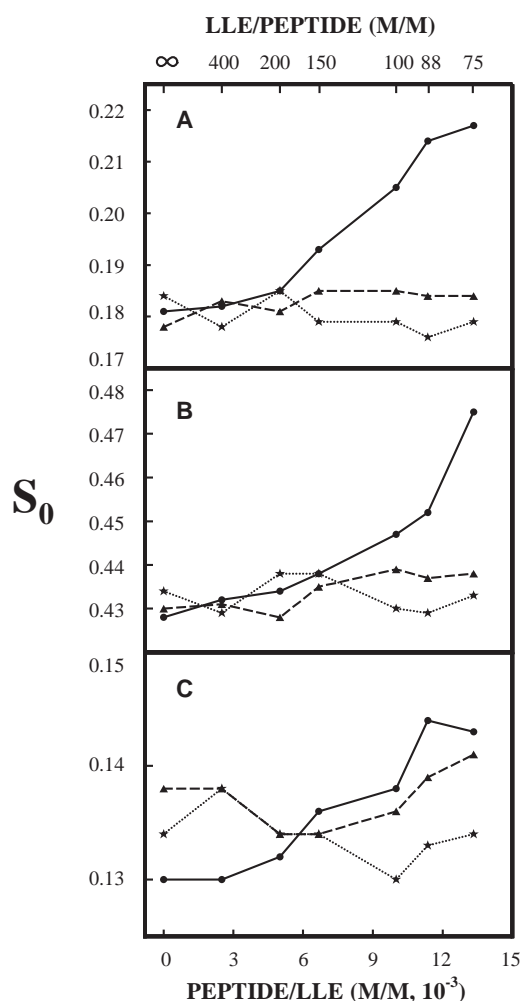 LLE/PEPTIDE (M/M)
∞ 400 200 150 100 88 75
A
0.22
0.21
0.20
0.19
0.18
0.17
B
0.48
0.47
0.46
0.45
0.44
0.43
S₀
C
0.15
0.14
0.13
0 3 6 9 12 15
PEPTIDE/LLE (M/M, 10⁻³)